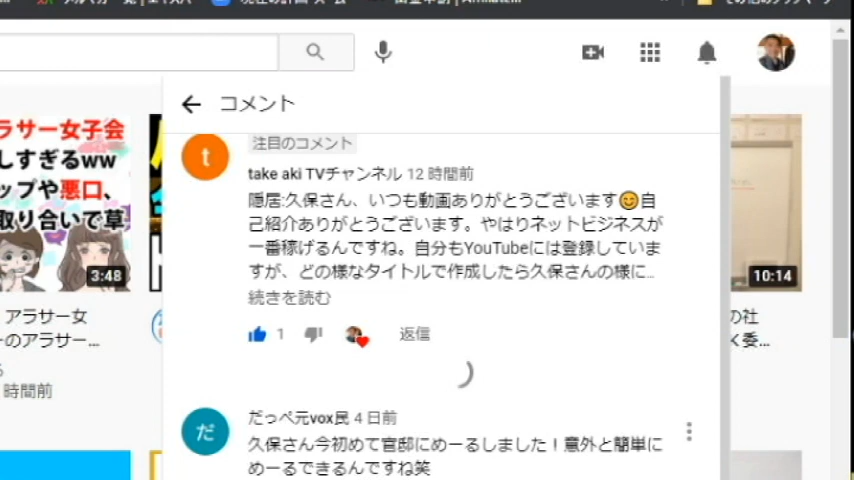 コメント
注目のコメント
take aki TVチャンネル 12 時間前
隠居:久保さん、いつも動画ありがとうございます😊自
己紹介ありがとうございます。やはりネットビジネスが
一番稼げるんですね。自分もYouTubeには登録していま
すが、どの様なタイトルで作成したら久保さんの様に...
続きを読む
1
返信
だっぺ元vox民 4 日前
久保さん今初めて官邸にめーるしました！意外と簡単に
めーるできるんですね笑
t
だ
ラサー女子会
しすぎるww
ップや悪口、
取り合いで草
3:48
アラサー女
ーのアラサー...
時間前
10:14
の社
く委...